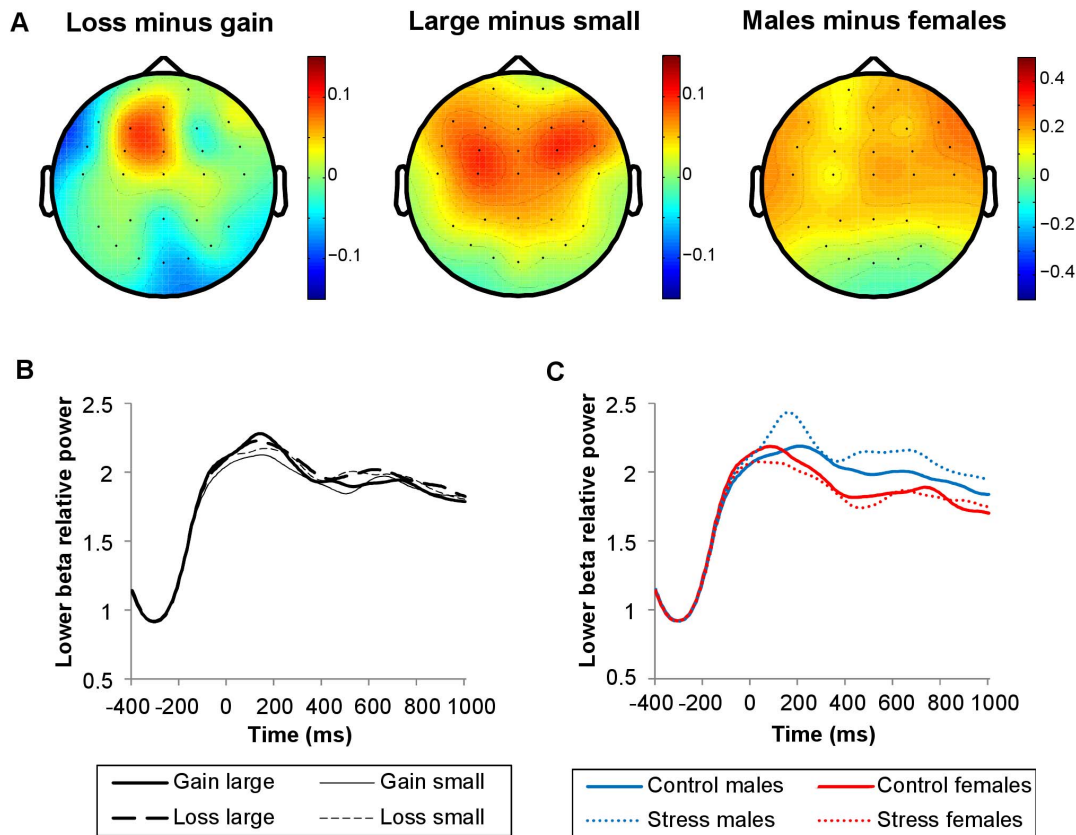 A
Loss minus gain
Large minus small
Males minus females
0.1
0
−0.1
0.1
0
−0.1
0.4
0.2
0
−0.2
−0.4
B
Lower beta relative power
2.5
2
1.5
1
0.5
-400 -200 0 200 400 600 800 1000
Time (ms)
Gain large Gain small
Loss large Loss small
C
Lower beta relative power
2.5
2
1.5
1
0.5
-400 -200 0 200 400 600 800 1000
Time (ms)
Control males Control females
Stress males Stress females